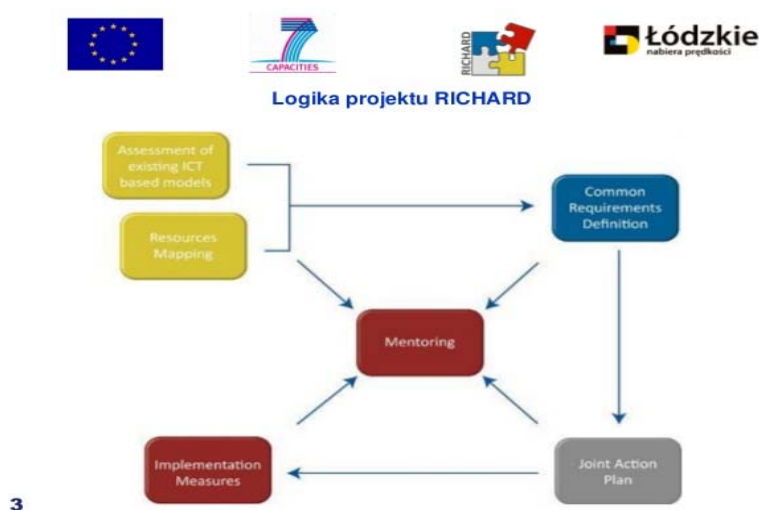 7
CAPACITIES
RICHARD
Łódzkie
nabiera prędkości
Logika projektu RICHARD
Assessment of
existing ICT
based models
Resources
Mapping
Common
Requirements
Definition
Mentoring
Implementation
Measures
Joint Action
Plan
3